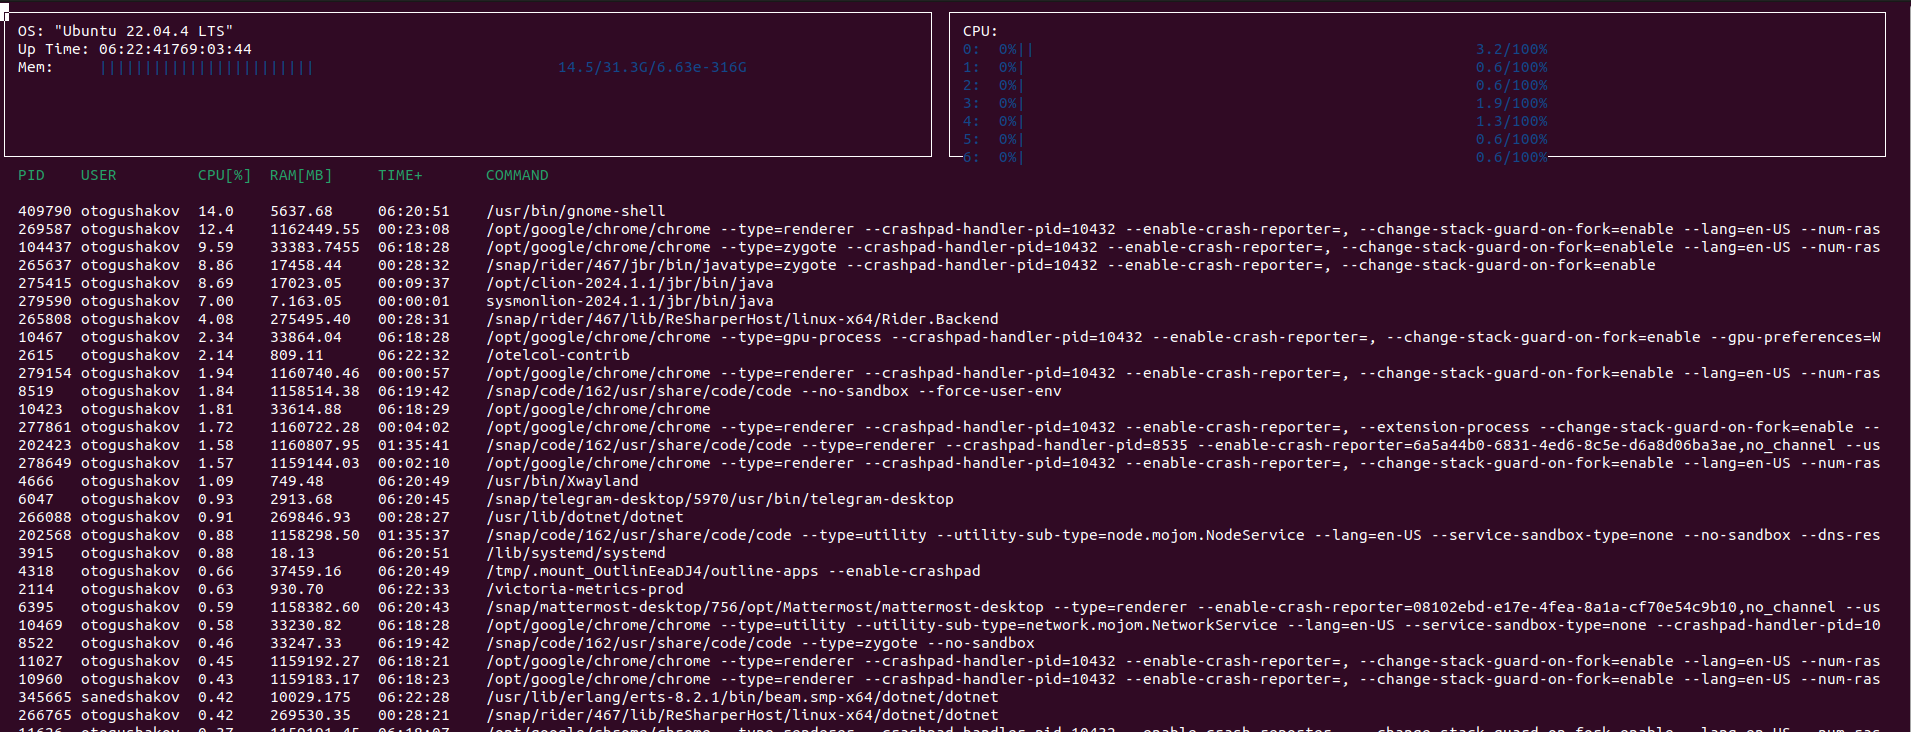 OS: "Ubuntu 22.04.4 LTS"
Up Time: 06:22:41769:03:44
Mem: |||||||||||||||||||||||| 14.5/31.3G/6.63e-316G
CPU:
0: 0%|| 3.2/100%
1: 0%| 0.6/100%
2: 0%| 0.6/100%
3: 0%| 1.9/100%
4: 0%| 1.3/100%
5: 0%| 0.6/100%
6: 0%| 0.6/100%
PID USER CPU[%] RAM[MB] TIME+ COMMAND
409790 otogushakov 14.0 5637.68 06:20:51 /usr/bin/gnome-shell
269587 otogushakov 12.4 1162449.55 00:23:08 /opt/google/chrome/chrome --type=renderer --crashpad-handler-pid=10432 --enable-crash-reporter=, --change-stack-guard-on-fork=enable --lang=en-US --num-ras
104437 otogushakov 9.59 33383.7455 06:18:28 /opt/google/chrome/chrome --type=zygote --crashpad-handler-pid=10432 --enable-crash-reporter=, --change-stack-guard-on-fork=enablele --lang=en-US --num-ras
265637 otogushakov 8.86 17458.44 00:28:32 /snap/rider/467/jbr/bin/javatype=zygote --crashpad-handler-pid=10432 --enable-crash-reporter=, --change-stack-guard-on-fork=enable
275415 otogushakov 8.69 17023.05 00:09:37 /opt/clion-2024.1.1/jbr/bin/java
279590 otogushakov 7.00 7.163.05 00:00:01 sysmonlion-2024.1.1/jbr/bin/java
265808 otogushakov 4.08 275495.40 00:28:31 /snap/rider/467/lib/ReSharperHost/linux-x64/Rider.Backend
10467 otogushakov 2.34 33864.04 06:18:28 /opt/google/chrome/chrome --type=gpu-process --crashpad-handler-pid=10432 --enable-crash-reporter=, --change-stack-guard-on-fork=enable --gpu-preferences=W
2615 otogushakov 2.14 809.11 06:22:32 /otelcol-contrib
279154 otogushakov 1.94 1160740.46 00:00:57 /opt/google/chrome/chrome --type=renderer --crashpad-handler-pid=10432 --enable-crash-reporter=, --change-stack-guard-on-fork=enable --lang=en-US --num-ras
8519 otogushakov 1.84 1158514.38 06:19:42 /snap/code/162/usr/share/code/code --no-sandbox --force-user-env
10423 otogushakov 1.81 33614.88 06:18:29 /opt/google/chrome/chrome
277861 otogushakov 1.72 1160722.28 00:04:02 /opt/google/chrome/chrome --type=renderer --crashpad-handler-pid=10432 --enable-crash-reporter=, --extension-process --change-stack-guard-on-fork=enable --
202423 otogushakov 1.58 1160807.95 01:35:41 /snap/code/162/usr/share/code/code --type=renderer --crashpad-handler-pid=8535 --enable-crash-reporter=6a5a44b0-6831-4ed6-8c5e-d6a8d06ba3ae,no_channel --us
278649 otogushakov 1.57 1159144.03 00:02:10 /opt/google/chrome/chrome --type=renderer --crashpad-handler-pid=10432 --enable-crash-reporter=, --change-stack-guard-on-fork=enable --lang=en-US --num-ras
4666 otogushakov 1.09 749.48 06:20:49 /usr/bin/Xwayland
6047 otogushakov 0.93 2913.68 06:20:45 /snap/telegram-desktop/5970/usr/bin/telegram-desktop
266088 otogushakov 0.91 269846.93 00:28:27 /usr/lib/dotnet/dotnet
202568 otogushakov 0.88 1158298.50 01:35:37 /snap/code/162/usr/share/code/code --type=utility --utility-sub-type=node.mojom.NodeService --lang=en-US --service-sandbox-type=none --no-sandbox --dns-res
3915 otogushakov 0.88 18.13 06:20:51 /lib/systemd/systemd
4318 otogushakov 0.66 37459.16 06:20:49 /tmp/.mount_OutlinEeaDJ4/outline-apps --enable-crashpad
2114 otogushakov 0.63 930.70 06:22:33 /victoria-metrics-prod
6395 otogushakov 0.59 1158382.60 06:20:43 /snap/mattermost-desktop/756/opt/Mattermost/mattermost-desktop --type=renderer --enable-crash-reporter=08102ebd-e17e-4fea-8a1a-cf70e54c9b10,no_channel --us
10469 otogushakov 0.58 33230.82 06:18:28 /opt/google/chrome/chrome --type=utility --utility-sub-type=network.mojom.NetworkService --lang=en-US --service-sandbox-type=none --crashpad-handler-pid=10
8522 otogushakov 0.46 33247.33 06:19:42 /snap/code/162/usr/share/code/code --type=zygote --no-sandbox
11027 otogushakov 0.45 1159192.27 06:18:21 /opt/google/chrome/chrome --type=renderer --crashpad-handler-pid=10432 --enable-crash-reporter=, --change-stack-guard-on-fork=enable --lang=en-US --num-ras
10960 otogushakov 0.43 1159183.17 06:18:23 /opt/google/chrome/chrome --type=renderer --crashpad-handler-pid=10432 --enable-crash-reporter=, --change-stack-guard-on-fork=enable --lang=en-US --num-ras
345665 sanedshakov 0.42 10029.175 06:22:28 /usr/lib/erlang/erts-8.2.1/bin/beam.smp-x64/dotnet/dotnet
266765 otogushakov 0.42 269530.35 00:28:21 /snap/rider/467/lib/ReSharperHost/linux-x64/dotnet/dotnet